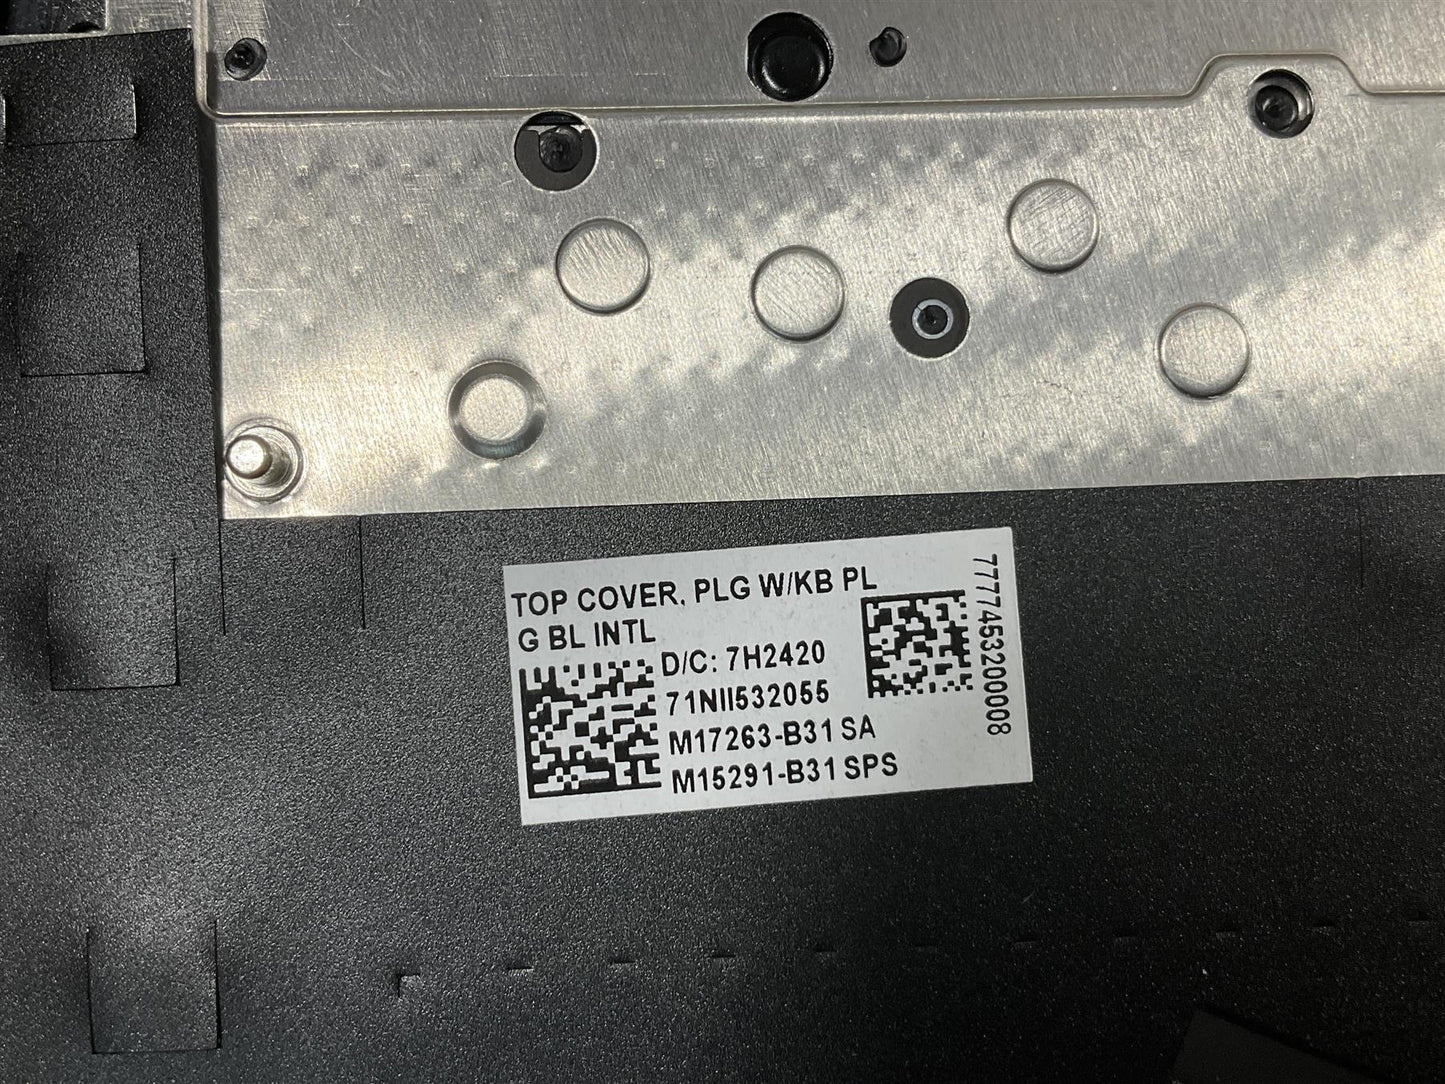 TOP COVER, PLG W/KB PL
G BL INTL
D/C: 7H2420
71NII532055
M17263-B31 SA
M15291-B31 SPS
7777453200008